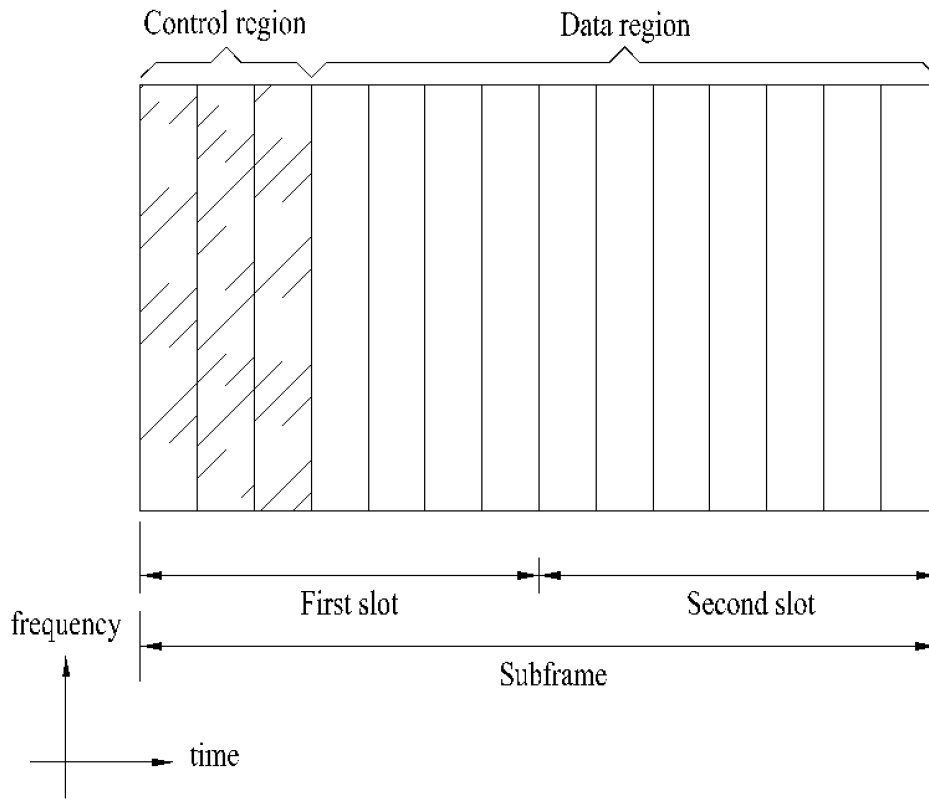 Control region
Data region
First slot
Second slot
frequency
Subframe
time